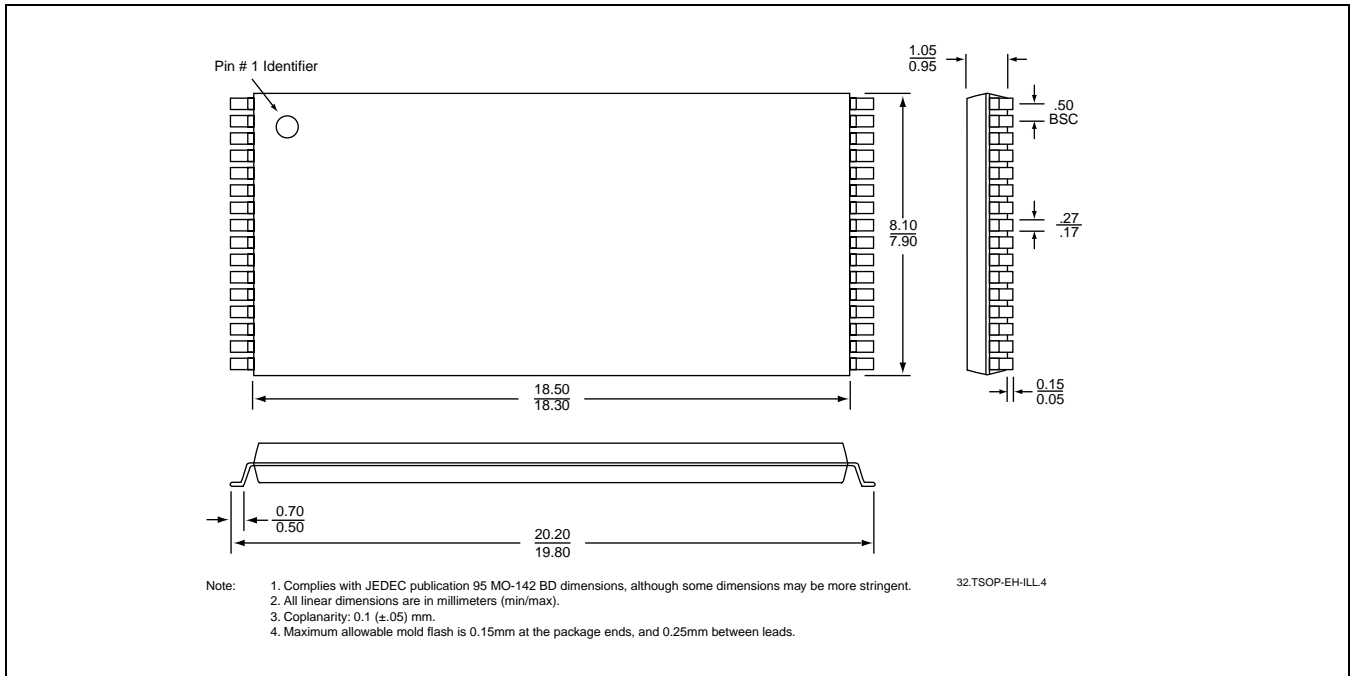 Pin # 1 Identifier
1.05
0.95
.50
BSC
8.10
7.90
.27
.17
18.50
18.30
0.15
0.05
0.70
0.50
20.20
19.80
Note: 1. Complies with JEDEC publication 95 MO-142 BD dimensions, although some dimensions may be more stringent.
32.TSOP-EH-ILL.4
2. All linear dimensions are in millimeters (min/max).
3. Coplanarity: 0.1 (±.05) mm.
4. Maximum allowable mold flash is 0.15mm at the package ends, and 0.25mm between leads.